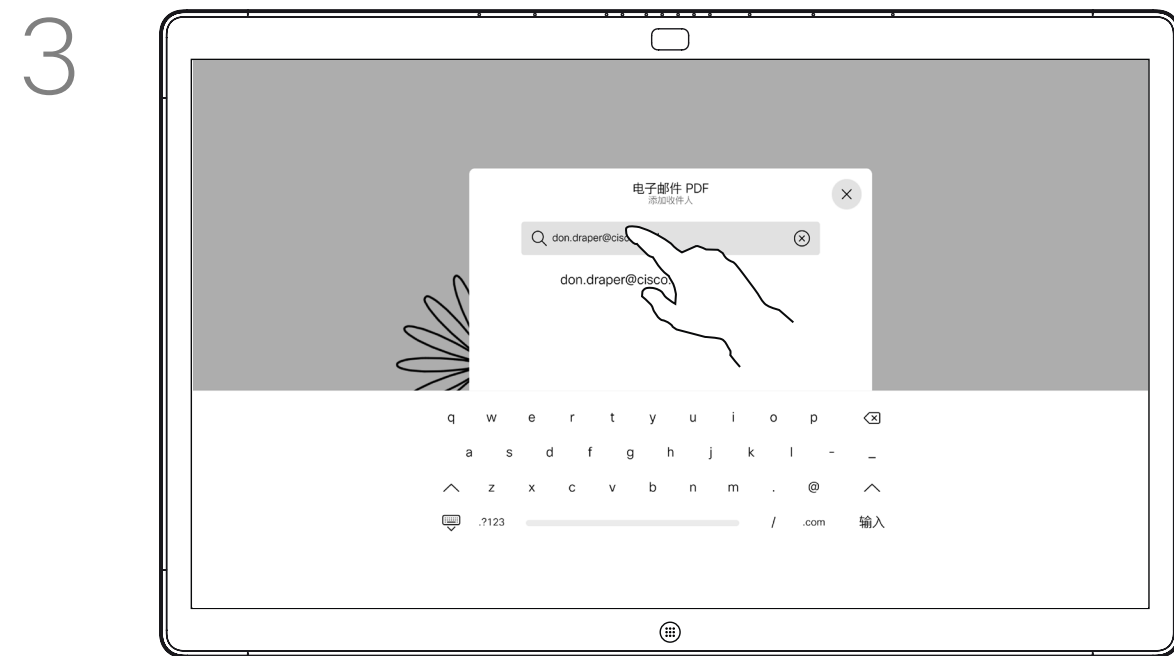 3
电子邮件 PDF
添加收件人
don.draper@cisc
don.draper@cisco.
q w e r t y u i o p
a s d f g h j k l - _
z x c v b n m . @
.?123 / .com 输入